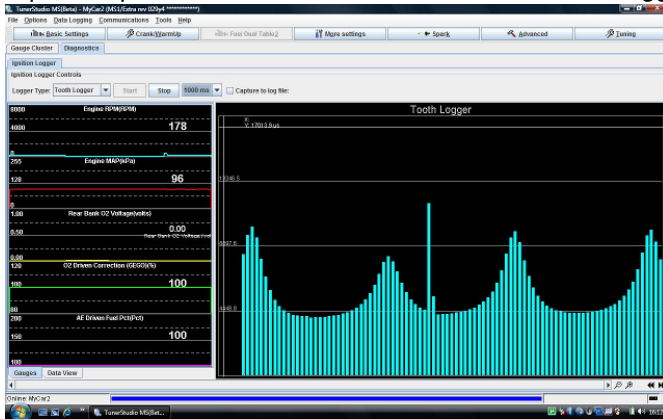 TunerStudio MS(Beta) - MyCar2 (MS1/Extra rev 029y4 ***********)
File Options Data Logging Communications Tools Help
Basic Settings Crank/WarmUp Fuel Dual Table2 More settings Spark Advanced Tuning
Gauge Cluster Diagnostics
Ignition Logger
Ignition Logger Controls
Logger Type: Tooth Logger Start Stop 1000 ms Capture to log file:
Tooth Logger
8000 Engine RPM(RPM)
X:
Y: 17013.9µs
4000 178
0
255 Engine MAP(kPa)
128 96
0
1.00 Rear Bank O2 Voltage(volts)
0.50 0.00
0.00
120 O2 Driven Correction (GEGO)(%)
100 100
80
200 AE Driven Fuel Pct(Pct)
150 100
100
Gauges Data View
Online: MyCar2
TunerStudio MS(Bet...